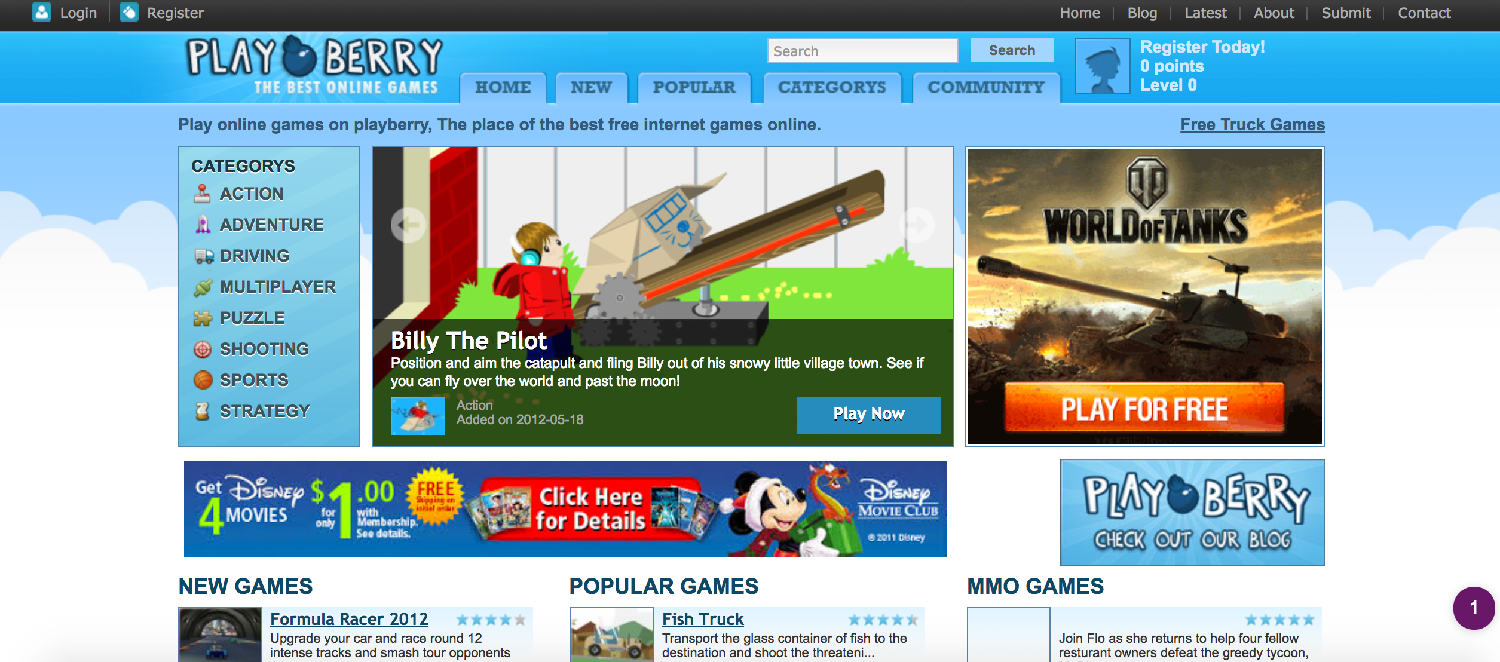 Login
Register
Home
Blog
Latest
About
Submit
Contact
PLAY BERRY
THE BEST ONLINE GAMES
Search
Search
Register Today!
0 points
Level 0
HOME
NEW
POPULAR
CATEGORYS
COMMUNITY
Play online games on playberry, The place of the best free internet games online.
Free Truck Games
CATEGORYS
ACTION
ADVENTURE
DRIVING
MULTIPLAYER
PUZZLE
SHOOTING
SPORTS
STRATEGY
Billy The Pilot
Position and aim the catapult and fling Billy out of his snowy little village town. See if
you can fly over the world and past the moon!
Action
Added on 2012-05-18
Play Now
WORLD OF TANKS
PLAY FOR FREE
Get
4
Disney
MOVIES
$1.00
for
only
with
Membership.
See details.
FREE
Shipping on
initial order
Click Here
for Details
Disney
MOVIE CLUB
© 2011 Disney
PLAY BERRY
CHECK OUT OUR BLOG
NEW GAMES
Formula Racer 2012
Upgrade your car and race round 12
intense tracks and smash tour opponents
POPULAR GAMES
Fish Truck
Transport the glass container of fish to the
destination and shoot the threateni...
MMO GAMES
Join Flo as she returns to help four fellow
resturant owners defeat the greedy tycoon,
1